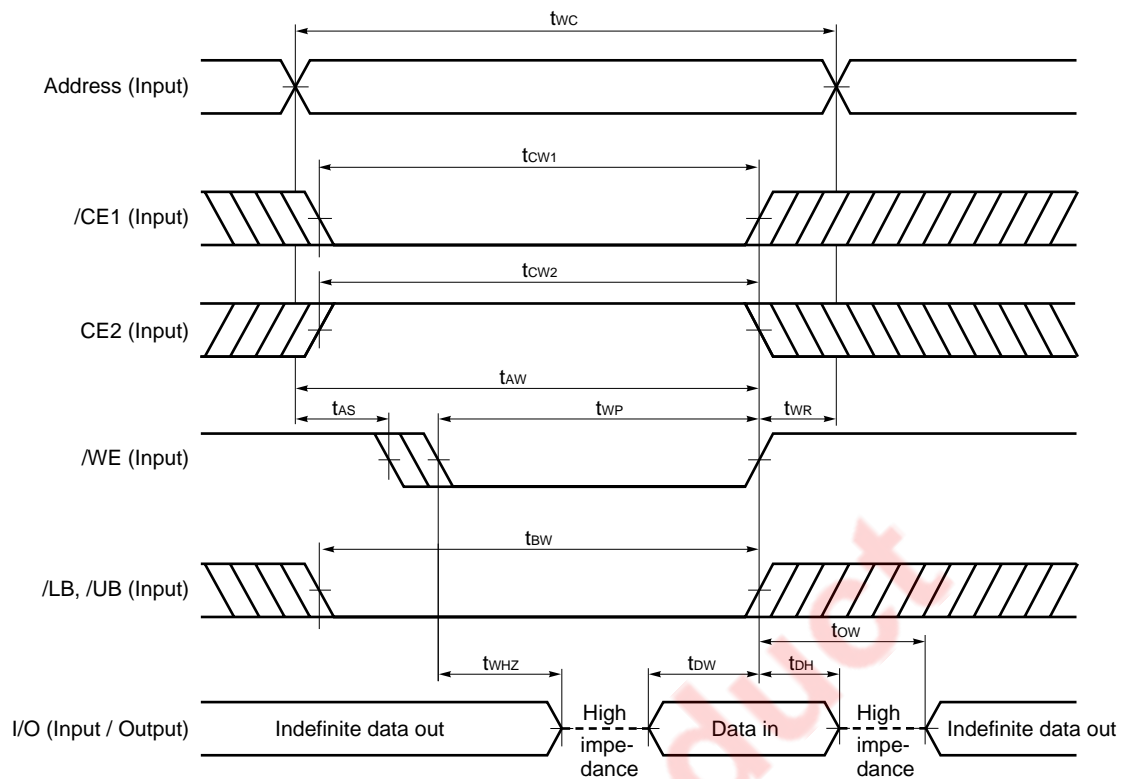 tWC
Address (Input)
tCW1
/CE1 (Input)
tCW2
CE2 (Input)
tAW
tAS
tWP
tWR
/WE (Input)
tBW
/LB, /UB (Input)
tOW
tWHZ
tDW
tDH
I/O (Input / Output)
Indefinite data out
High
impe-
dance
Data in
High
impe-
dance
Indefinite data out
duct